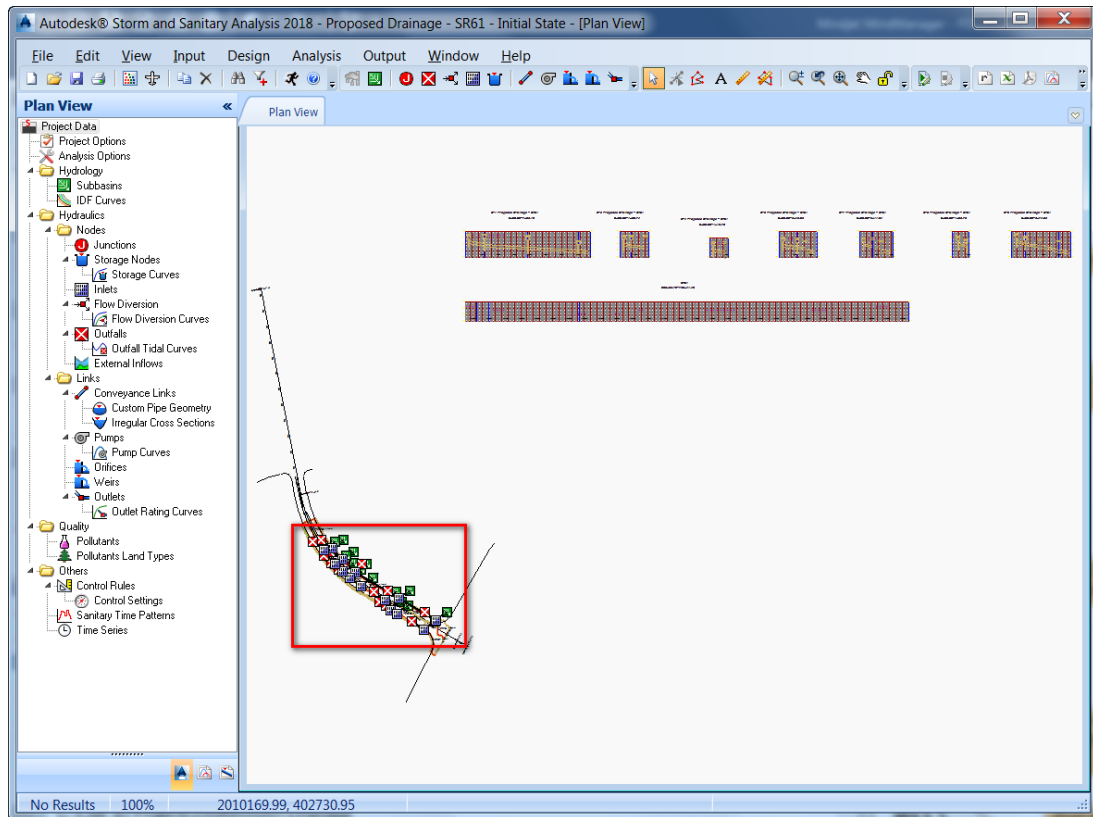 Autodesk® Storm and Sanitary Analysis 2018 - Proposed Drainage - SR61 - Initial State - [Plan View]
File Edit View Input Design Analysis Output Window Help
Plan View «
Plan View
Project Data
Project Options
Analysis Options
Hydrology
Subbasins
IDF Curves
Hydraulics
Nodes
Junctions
Storage Nodes
Storage Curves
Inlets
Flow Diversion
Flow Diversion Curves
Outfalls
Outfall Tidal Curves
External Inflows
Links
Conveyance Links
Custom Pipe Geometry
Irregular Cross Sections
Pumps
Pump Curves
Orifices
Weirs
Outlets
Outlet Rating Curves
Quality
Pollutants
Pollutants Land Types
Others
Control Rules
Control Settings
Sanitary Time Patterns
Time Series
No Results 100% 2010169.99, 402730.95